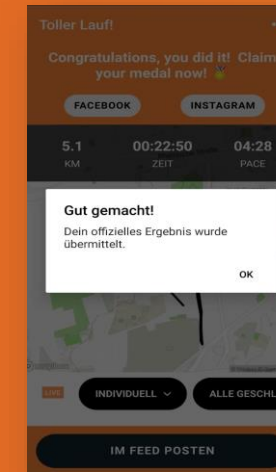 Toller Lauf!
Congratulations, you did it! Claim
your medal now!
FACEBOOK
INSTAGRAM
5.1
00:22:50
04:28
KM
ZEIT
PACE
Gut gemacht!
Dein offizielles Ergebnis wurde
übermittelt.
OK
LIVE
INDIVIDUELL
ALLE GESCHL
IM FEED POSTEN